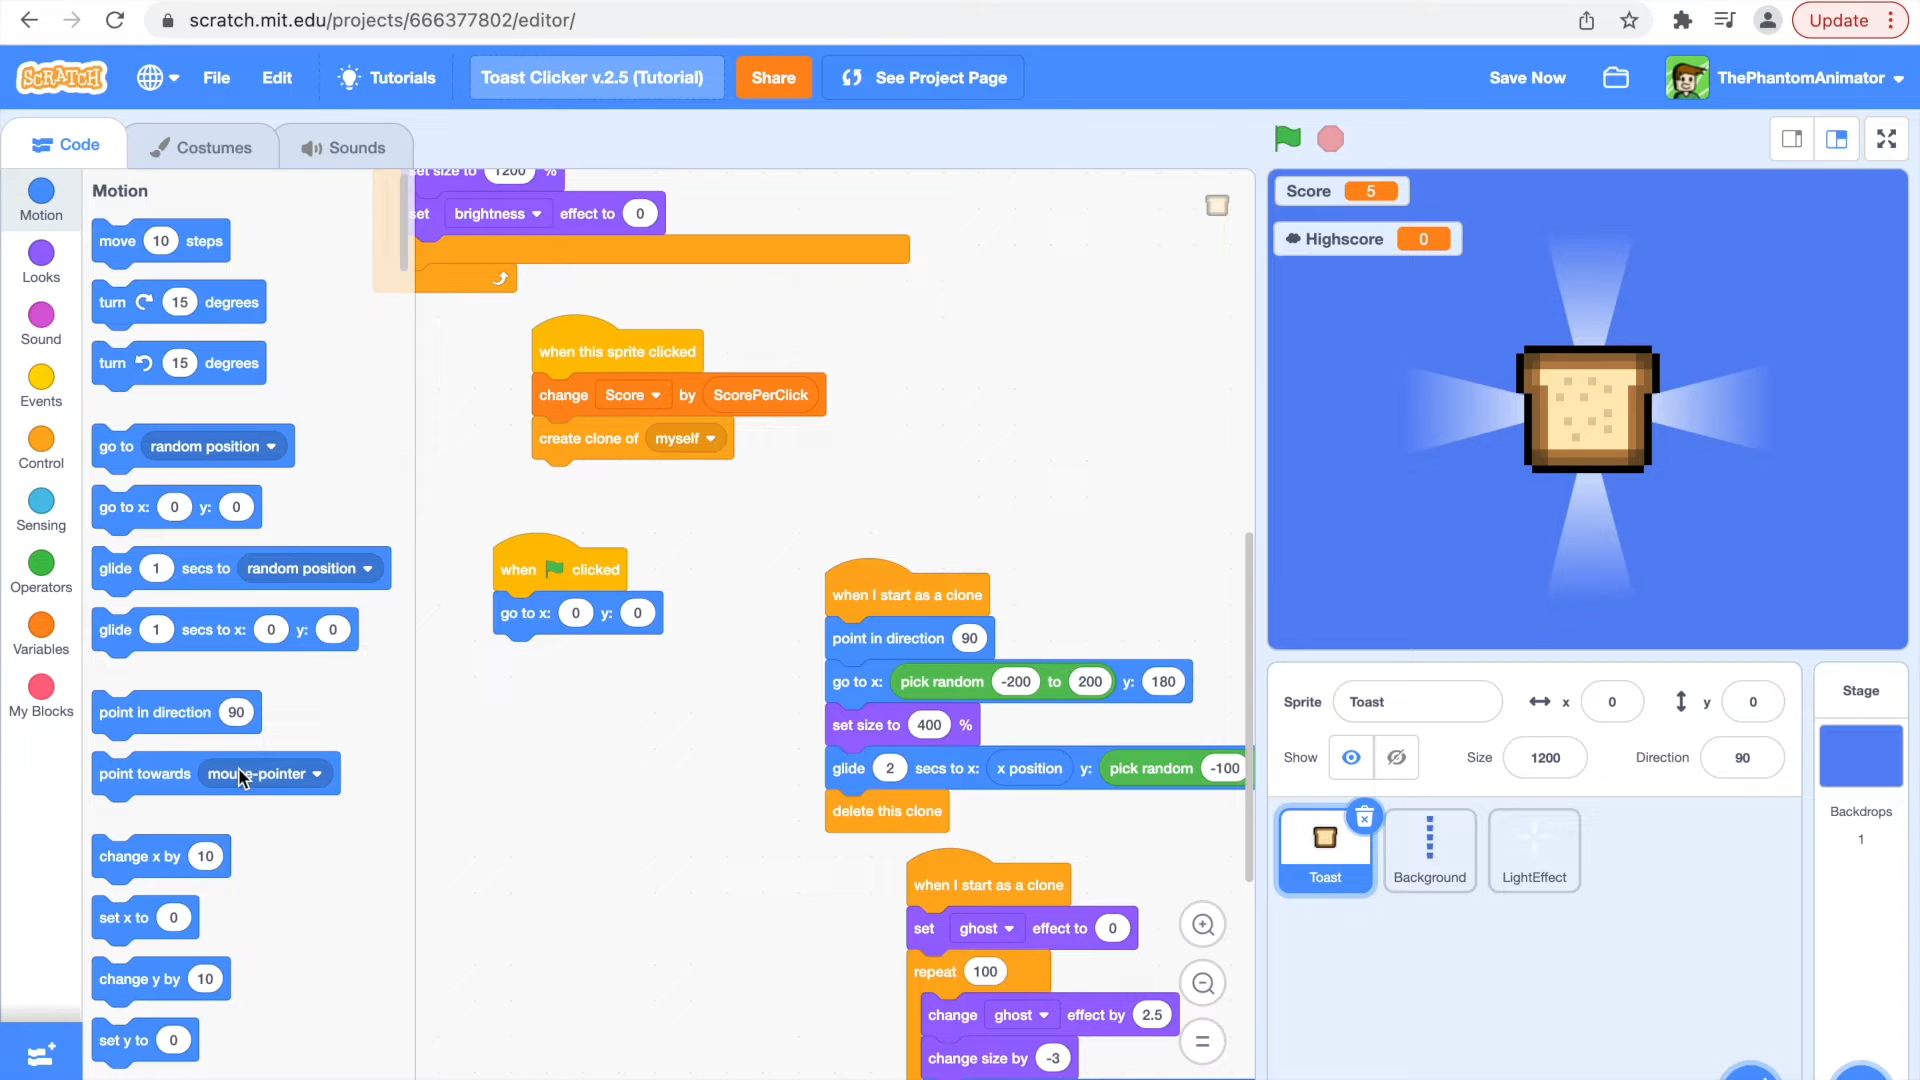 scratch.mit.edu/projects/666377802/editor/
Update
SCRATCH
File
Edit
Tutorials
Toast Clicker v.2.5 (Tutorial)
Share
See Project Page
Save Now
ThePhantomAnimator
Code
Costumes
Sounds
Motion
Looks
Sound
Events
Control
Sensing
Operators
Variables
My Blocks
Motion
move 10 steps
turn 15 degrees
turn 15 degrees
go to random position
go to x: 0 y: 0
glide 1 secs to random position
glide 1 secs to x: 0 y: 0
point in direction 90
point towards mouse-pointer
change x by 10
set x to 0
change y by 10
set y to 0
set size to 1200 %
set brightness effect to 0
when this sprite clicked
change Score by ScorePerClick
create clone of myself
when clicked
go to x: 0 y: 0
when I start as a clone
point in direction 90
go to x: pick random -200 to 200 y: 180
set size to 400 %
glide 2 secs to x: x position y: pick random -100
delete this clone
when I start as a clone
set ghost effect to 0
repeat 100
change ghost effect by 2.5
change size by -3
Score 5
Highscore 0
Sprite Toast x 0 y 0
Show Size 1200 Direction 90
Toast
Background
LightEffect
Stage
Backdrops
1